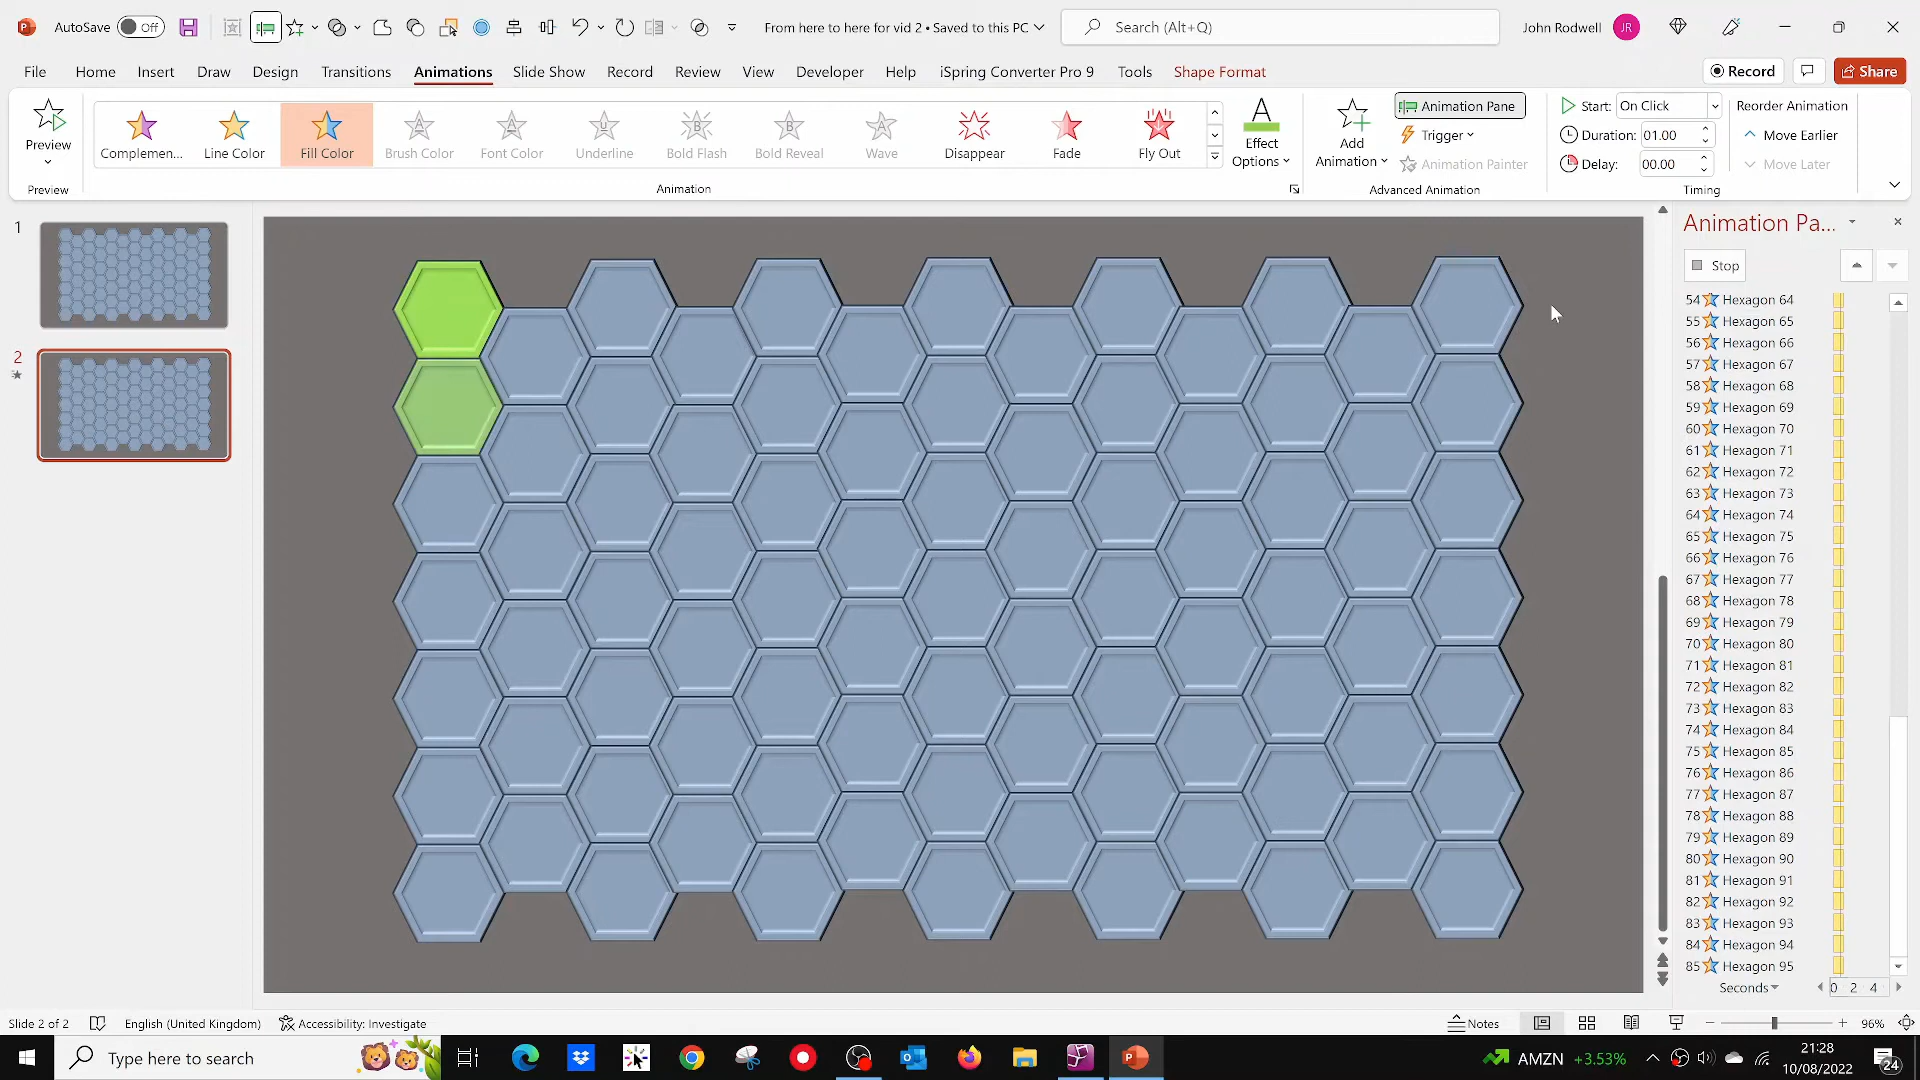 AutoSave Off
From here to here for vid 2 • Saved to this PC
Search (Alt+Q)
John Rodwell JR
File Home Insert Draw Design Transitions Animations Slide Show Record Review View Developer Help iSpring Converter Pro 9 Tools Shape Format
Record Share
Preview
Preview
Complemen... Line Color Fill Color Brush Color Font Color Underline Bold Flash Bold Reveal Wave Disappear Fade Fly Out
Animation
Effect
Options
Add
Animation
Animation Pane
Trigger
Animation Painter
Advanced Animation
Start: On Click
Duration: 01.00
Delay: 00.00
Timing
Reorder Animation
Move Earlier
Move Later
1
2
Animation Pa...
Stop
54 Hexagon 64
55 Hexagon 65
56 Hexagon 66
57 Hexagon 67
58 Hexagon 68
59 Hexagon 69
60 Hexagon 70
61 Hexagon 71
62 Hexagon 72
63 Hexagon 73
64 Hexagon 74
65 Hexagon 75
66 Hexagon 76
67 Hexagon 77
68 Hexagon 78
69 Hexagon 79
70 Hexagon 80
71 Hexagon 81
72 Hexagon 82
73 Hexagon 83
74 Hexagon 84
75 Hexagon 85
76 Hexagon 86
77 Hexagon 87
78 Hexagon 88
79 Hexagon 89
80 Hexagon 90
81 Hexagon 91
82 Hexagon 92
83 Hexagon 93
84 Hexagon 94
85 Hexagon 95
Seconds 0 2 4
Slide 2 of 2 English (United Kingdom) Accessibility: Investigate
Notes 96%
Type here to search
AMZN +3.53%
21:28
10/08/2022
24